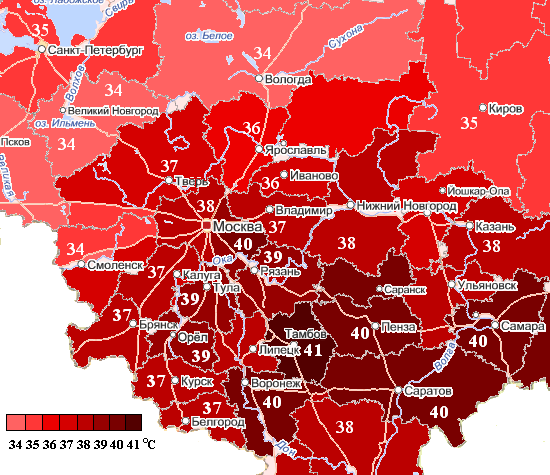 оз. Ладожское
Свирь
35
Санкт-Петербург
оз. Белое
Сухона
34
Вологда
Волхов
34
Великий Новгород
оз. Ильмень
Псков
34
Великая
35
Киров
36
Ярославль
37
Тверь
36
Иваново
Йошкар-Ола
38
Владимир
Нижний Новгород
Москва
37
Казань
40
38
38
34
Смоленск
Ока
39
Рязань
37
Калуга
Тула
39
Саранск
Ульяновск
37
Брянск
Орёл
Тамбов
40
Пенза
Самара
40
39
Липецк
41
Волга
37
Курск
Воронеж
Саратов
40
37
Белгород
38
40
Дон
34 35 36 37 38 39 40 41 °C